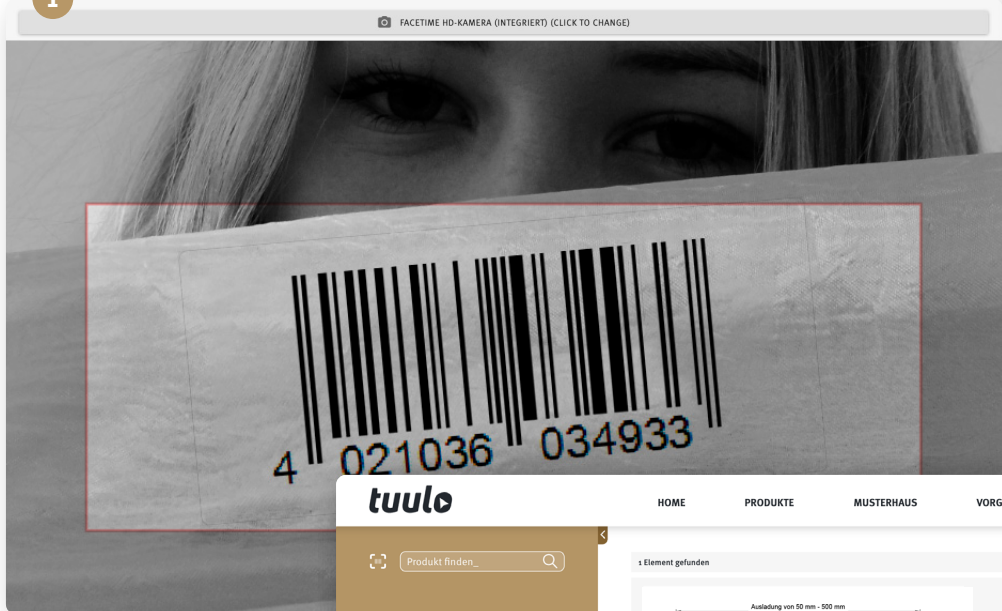 1
FACETIME HD-KAMERA (INTEGRIERT) (CLICK TO CHANGE)
4 021036 034933
tuulo
HOME PRODUKTE MUSTERHAUS VORG
Produkt finden_
1 Element gefunden
Ausladung von 50 mm - 500 mm